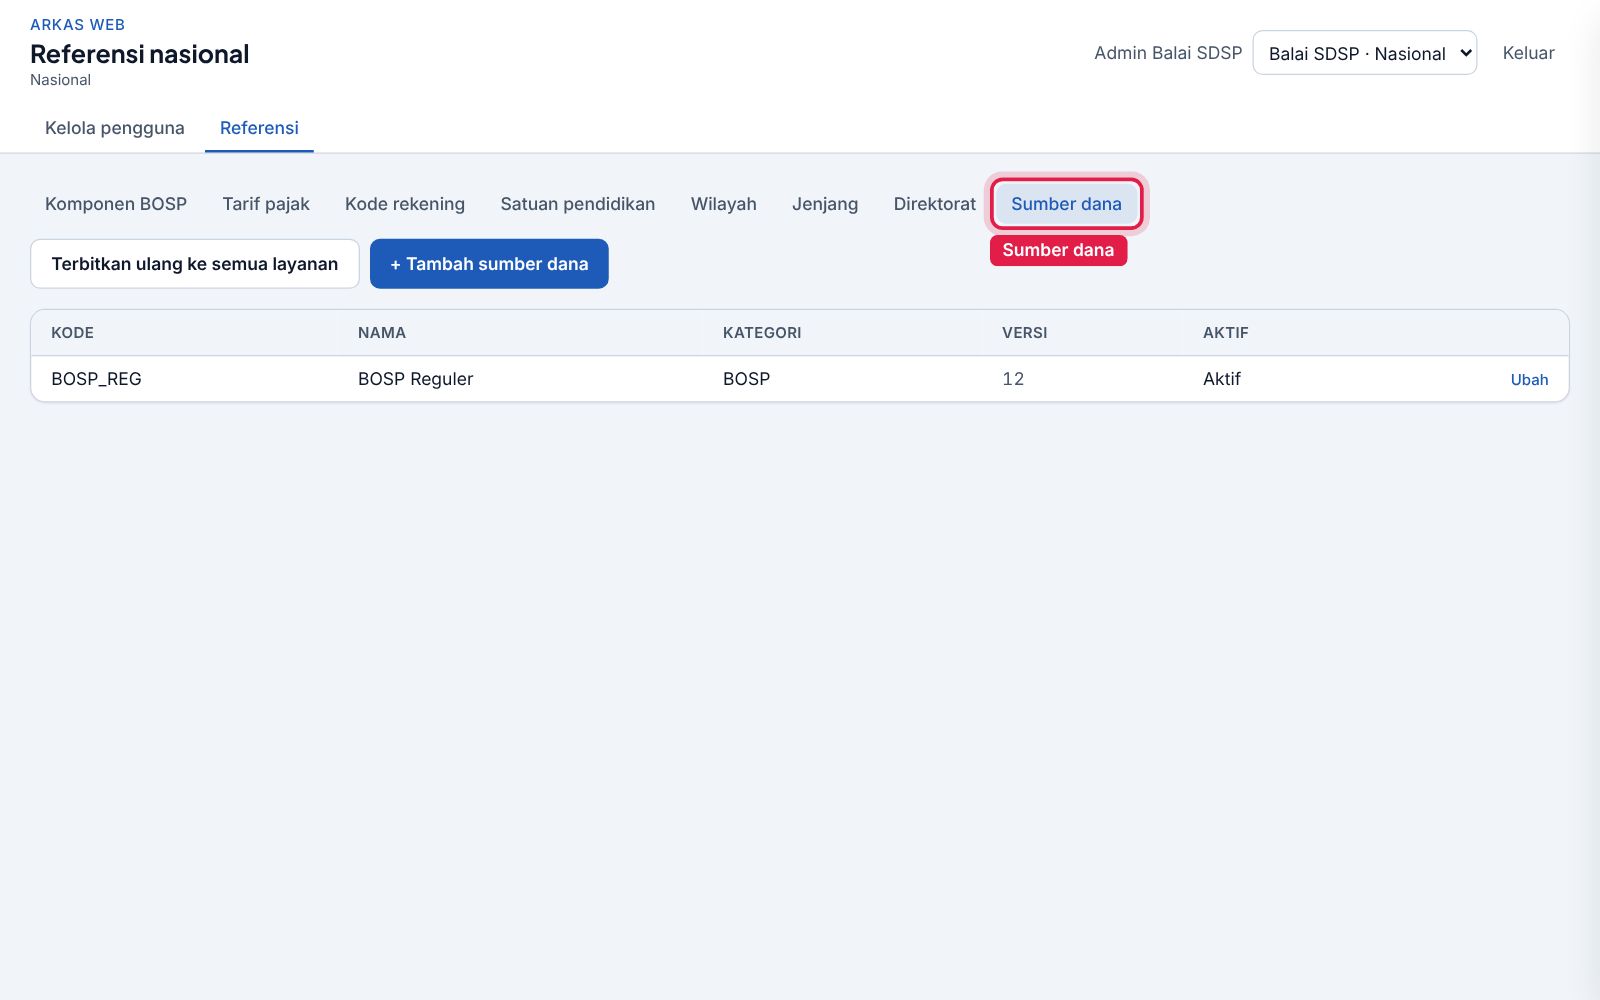 ARKAS WEB
Referensi nasional
Nasional
Admin Balai SDSP
Balai SDSP · Nasional
Keluar
Kelola pengguna
Referensi
Komponen BOSP
Tarif pajak
Kode rekening
Satuan pendidikan
Wilayah
Jenjang
Direktorat
Sumber dana
Sumber dana
Terbitkan ulang ke semua layanan
+ Tambah sumber dana
KODE NAMA KATEGORI VERSI AKTIF
BOSP_REG BOSP Reguler BOSP 12 Aktif Ubah